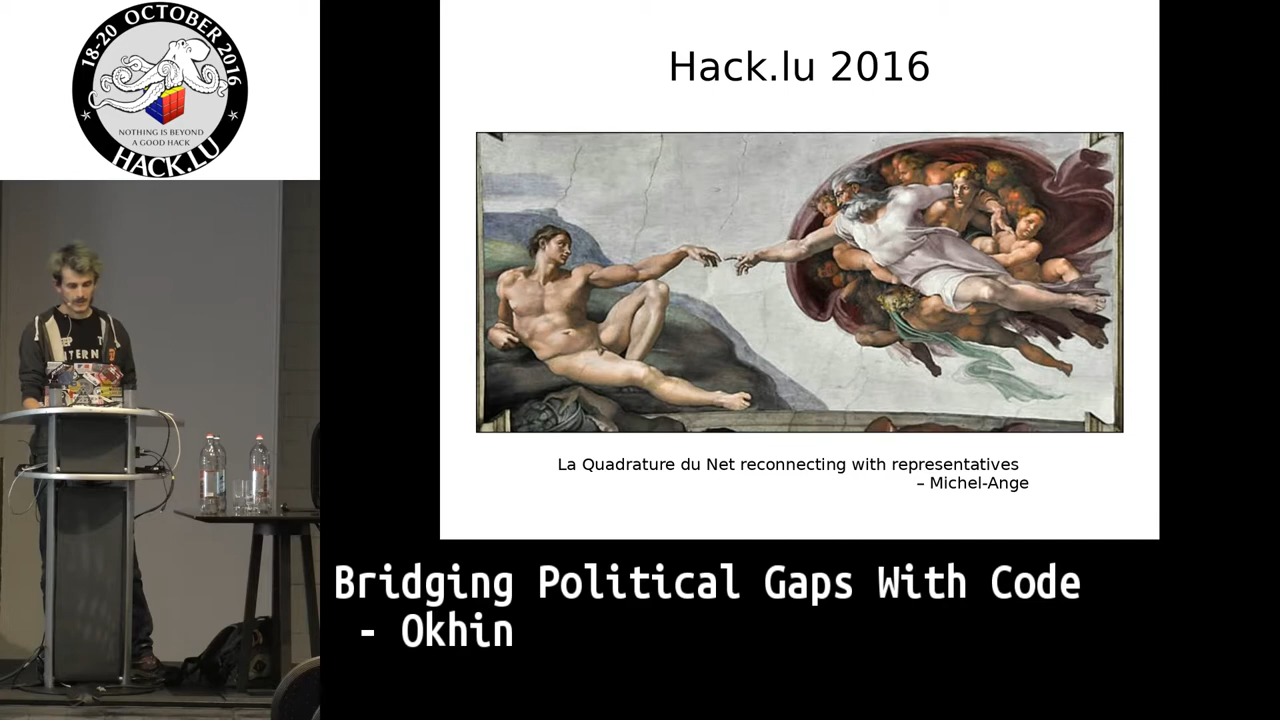 18-20 OCTOBER 2016
NOTHING IS BEYOND
A GOOD HACK
HACK.LU
Hack.lu 2016
La Quadrature du Net reconnecting with representatives
– Michel-Ange
Bridging Political Gaps With Code
- Okhin